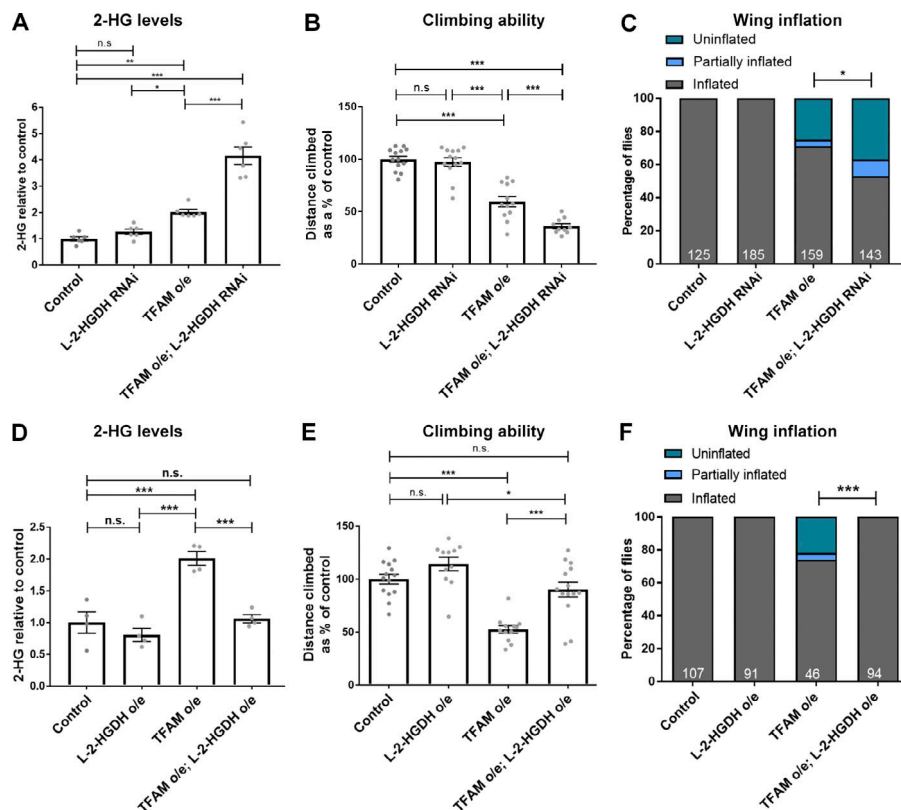 A
2-HG levels
n.s
**
***
*
***
2-HG relative to control
6
5
4
3
2
1
0
Control
L-2-HGDH RNAi
TFAM o/e
TFAM o/e; L-2-HGDH RNAi
B
Climbing ability
***
n.s
***
***
***
Distance climbed
as a % of control
150
100
50
0
Control
L-2-HGDH RNAi
TFAM o/e
TFAM o/e; L-2-HGDH RNAi
C
Wing inflation
Uninflated
Partially inflated
Inflated
*
Percentage of flies
100
80
60
40
20
0
125
185
159
143
Control
L-2-HGDH RNAi
TFAM o/e
TFAM o/e; L-2-HGDH RNAi
D
2-HG levels
n.s.
***
n.s.
***
***
2-HG relative to control
2.5
2.0
1.5
1.0
0.5
0.0
Control
L-2-HGDH o/e
TFAM o/e
TFAM o/e; L-2-HGDH o/e
E
Climbing ability
n.s.
***
n.s.
*
***
Distance climbed
as % of control
150
100
50
0
Control
L-2-HGDH o/e
TFAM o/e
TFAM o/e; L-2-HGDH o/e
F
Wing inflation
Uninflated
Partially inflated
Inflated
***
Percentage of flies
100
80
60
40
20
0
107
91
46
94
Control
L-2-HGDH o/e
TFAM o/e
TFAM o/e; L-2-HGDH o/e